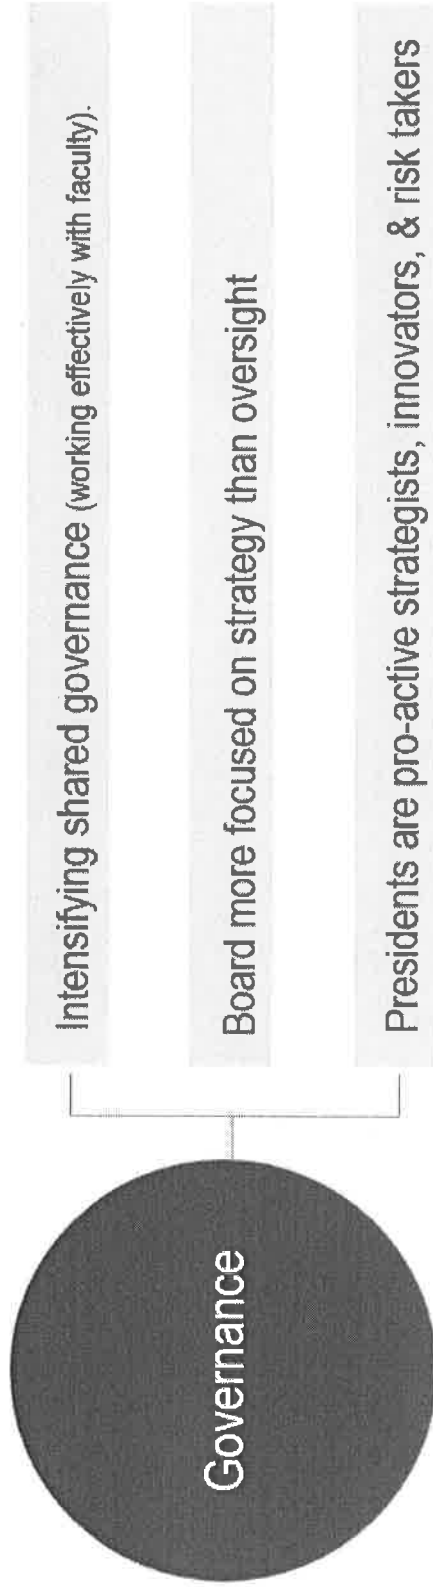 Governance
Intensifying shared governance (working effectively with faculty).
Board more focused on strategy than oversight
Presidents are pro-active strategists, innovators, & risk takers